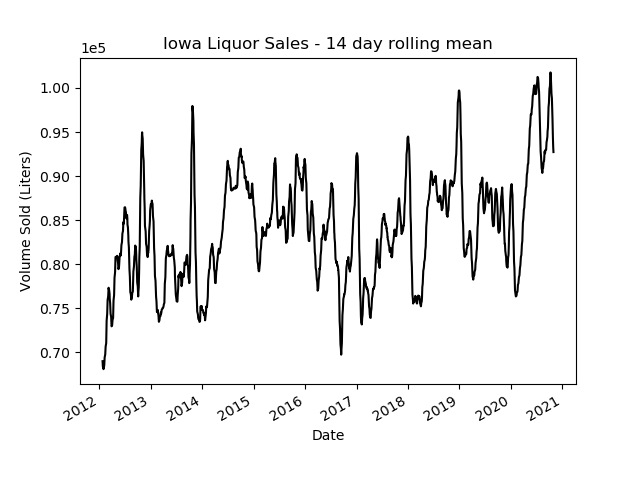 Iowa Liquor Sales - 14 day rolling mean
1e5
1.00
0.95
0.90
0.85
0.80
0.75
0.70
Volume Sold (Liters)
2012 2013 2014 2015 2016 2017 2018 2019 2020 2021
Date